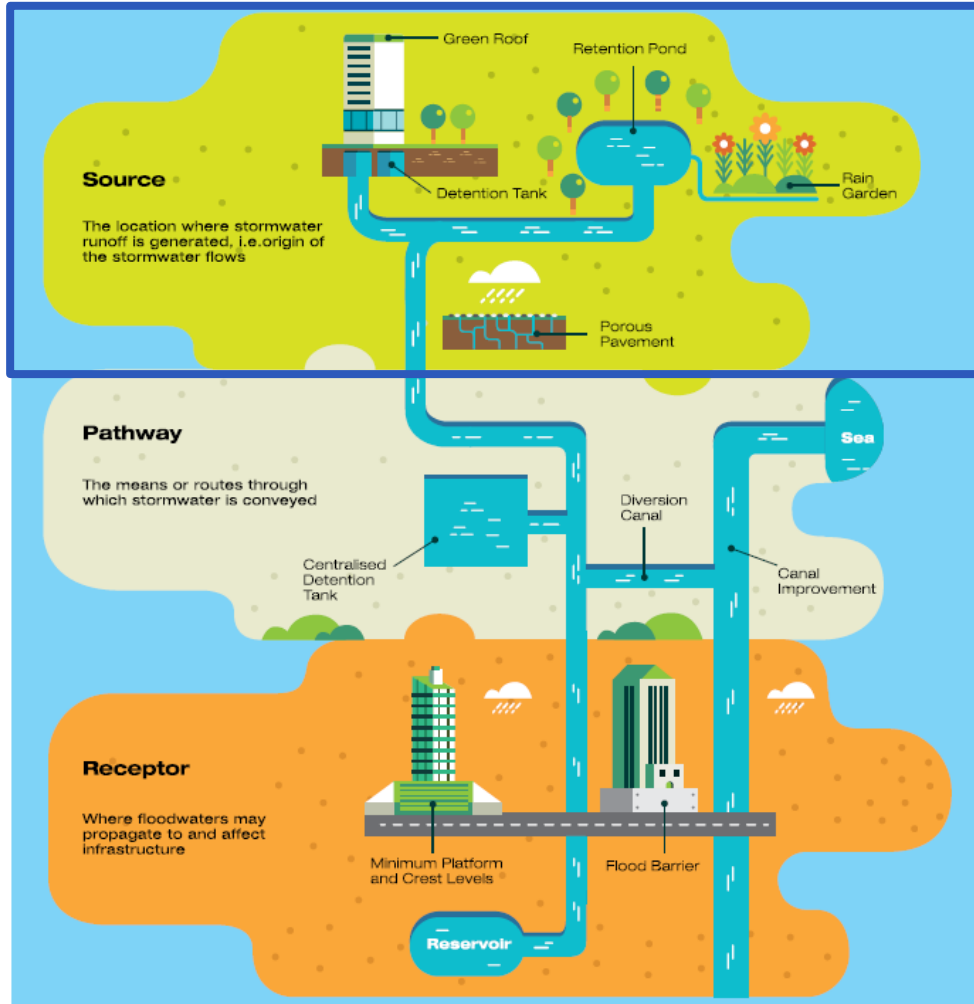 Green Roof
Retention Pond
Source
Detention Tank
Rain
Garden
The location where stormwater
runoff is generated, i.e.origin of
the stormwater flows
Porous
Pavement
Pathway
Sea
The means or routes through
which stormwater is conveyed
Diversion
Canal
Centralised
Detention
Tank
Canal
Improvement
Receptor
Where floodwaters may
propagate to and affect
infrastructure
Minimum Platform
and Crest Levels
Flood Barrier
Reservoir